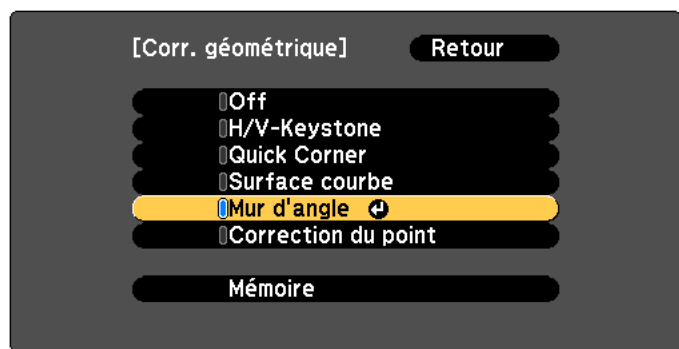 [Corr. géométrique] Retour
Off
H/V-Keystone
Quick Corner
Surface courbe
Mur d'angle
Correction du point
Mémoire